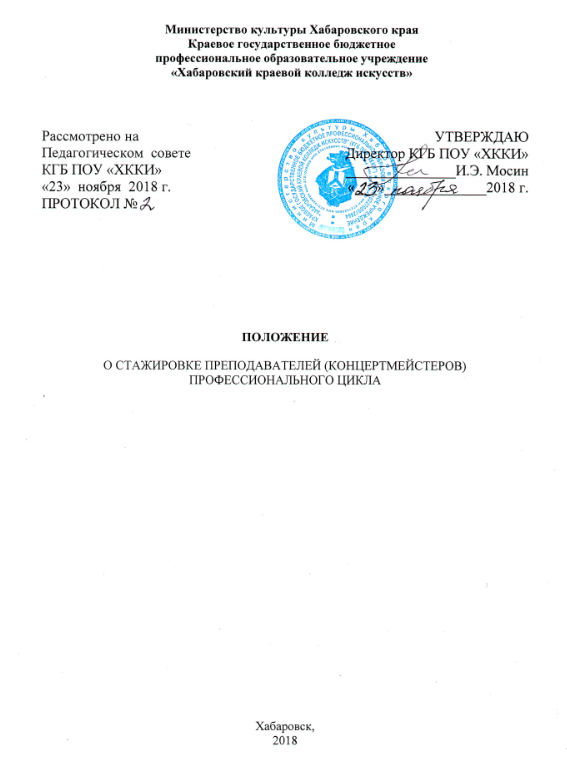 Министерство культуры Хабаровского края
Краевое государственное бюджетное
профессиональное образовательное учреждение
«Хабаровский краевой колледж искусств»
Рассмотрено на
Педагогическом совете
КГБ ПОУ «ХККИ»
«23» ноября 2018 г.
ПРОТОКОЛ № 2
УТВЕРЖДАЮ
Директор КГБ ПОУ «ХККИ»
И.Э. Мосин
«23» ноября 2018 г.
ПОЛОЖЕНИЕ
О СТАЖИРОВКЕ ПРЕПОДАВАТЕЛЕЙ (КОНЦЕРТМЕЙСТЕРОВ)
ПРОФЕССИОНАЛЬНОГО ЦИКЛА
Хабаровск,
2018